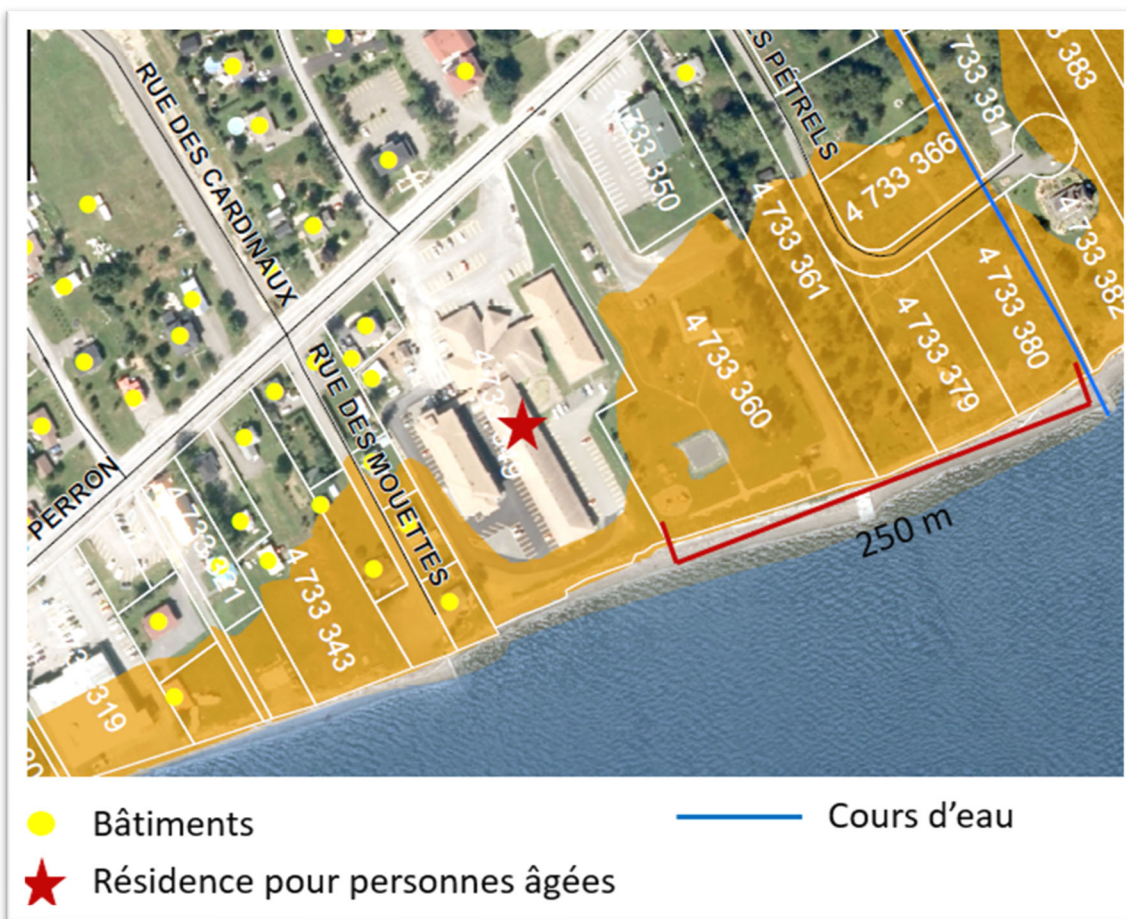 RUE DES CARDINAUX
S PÉTRELS
733 381
3 383
4 733 350
4 733 366
4 733 361
4 733 382
4 733 380
4 733 379
4 733 360
RUE DES MOUETTES
PERRON
4 733 343
319
250 m
Bâtiments
Cours d'eau
Résidence pour personnes âgées